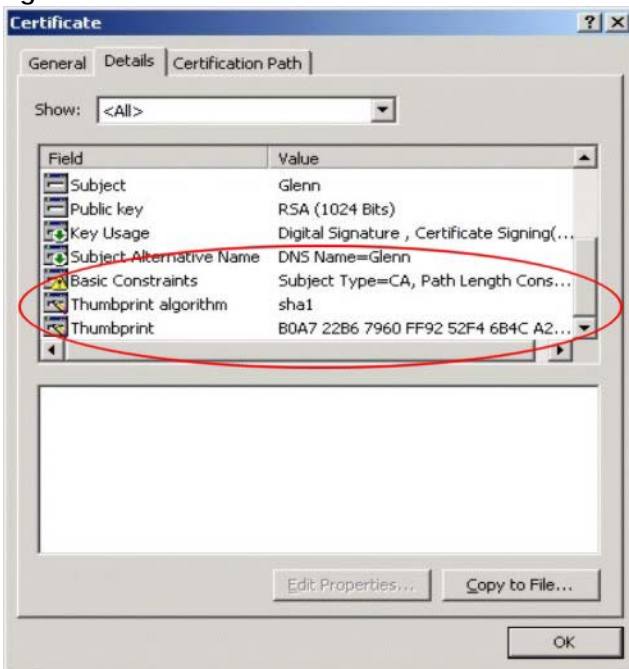 Certificate
General Details Certification Path
Show: <All>
Field Value
Subject Glenn
Public key RSA (1024 Bits)
Key Usage Digital Signature , Certificate Signing(...
Subject Alternative Name DNS Name=Glenn
Basic Constraints Subject Type=CA, Path Length Cons...
Thumbprint algorithm sha1
Thumbprint B0A7 22B6 7960 FF92 52F4 6B4C A2...
Edit Properties... Copy to File...
OK